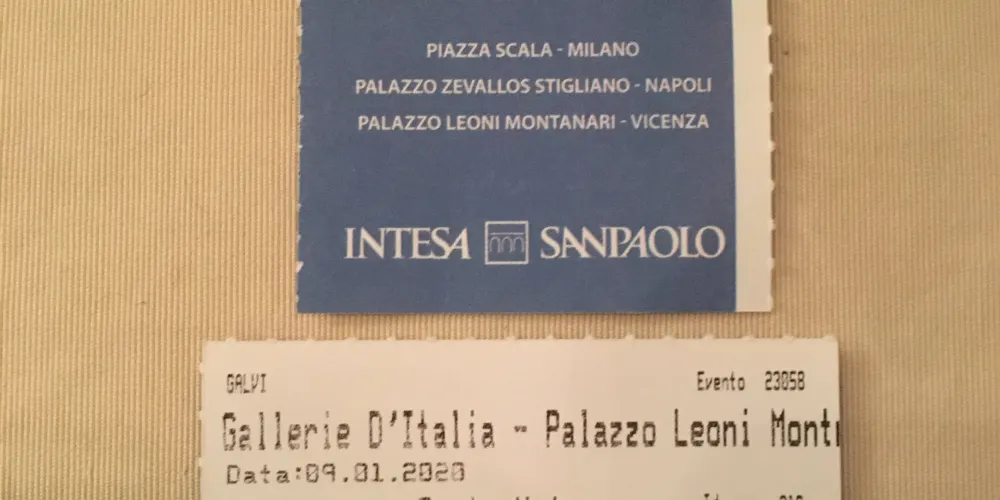 PIAZZA SCALA - MILANO
PALAZZO ZEVALLOS STIGLIANO - NAPOLI
PALAZZO LEONI MONTANARI - VICENZA
INTESA SANPAOLO
GALVI Evento 23058
Gallerie D'Italia - Palazzo Leoni Mont
Data:09.01.2020